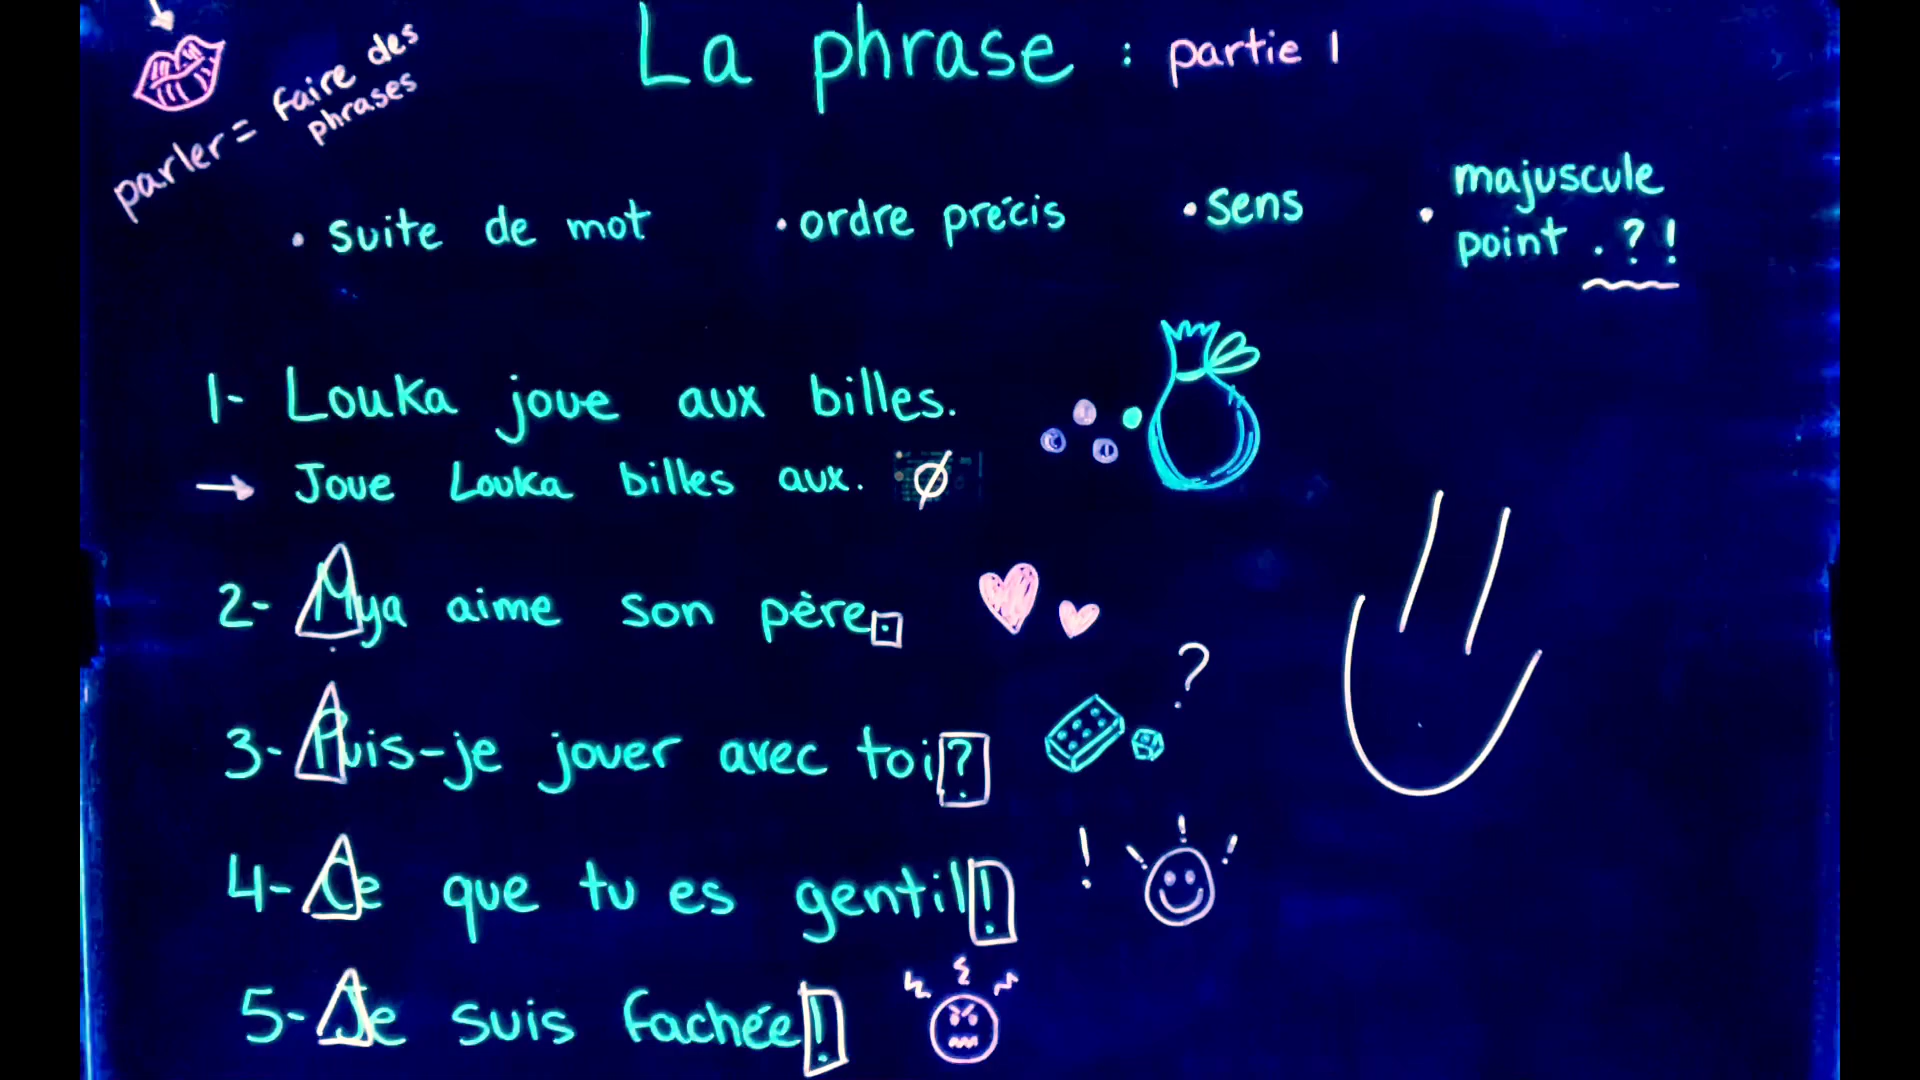 La phrase : partie 1
parler = faire des
phrases
• suite de mot
• ordre précis
• sens
• majuscule
point . ? !
1- Louka joue aux billes.
→ Joue Louka billes aux. Ø
2- Mya aime son père.
?
3- Puis-je jouer avec toi?
4- Ce que tu es gentil!
!
5- Je suis fachée!